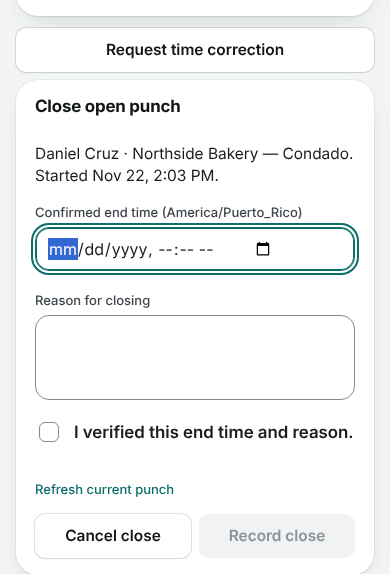 Request time correction
Close open punch
Daniel Cruz · Northside Bakery — Condado.
Started Nov 22, 2:03 PM.
Confirmed end time (America/Puerto_Rico)
mm/dd/yyyy, --:-- --
Reason for closing
I verified this end time and reason.
Refresh current punch
Cancel close
Record close